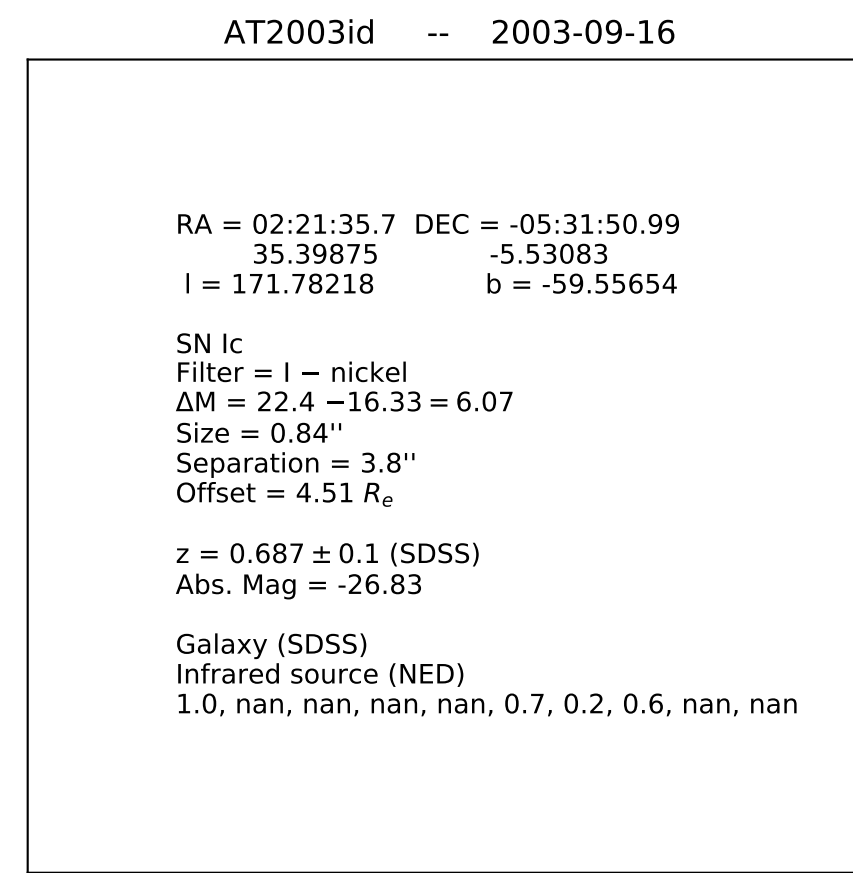 AT2003id -- 2003-09-16
RA = 02:21:35.7 DEC = -05:31:50.99
35.39875 -5.53083
l = 171.78218 b = -59.55654
SN Ic
Filter = I − nickel
ΔM = 22.4 −16.33 = 6.07
Size = 0.84''
Separation = 3.8''
Offset = 4.51 Rₑ
z = 0.687 ± 0.1 (SDSS)
Abs. Mag = -26.83
Galaxy (SDSS)
Infrared source (NED)
1.0, nan, nan, nan, nan, 0.7, 0.2, 0.6, nan, nan